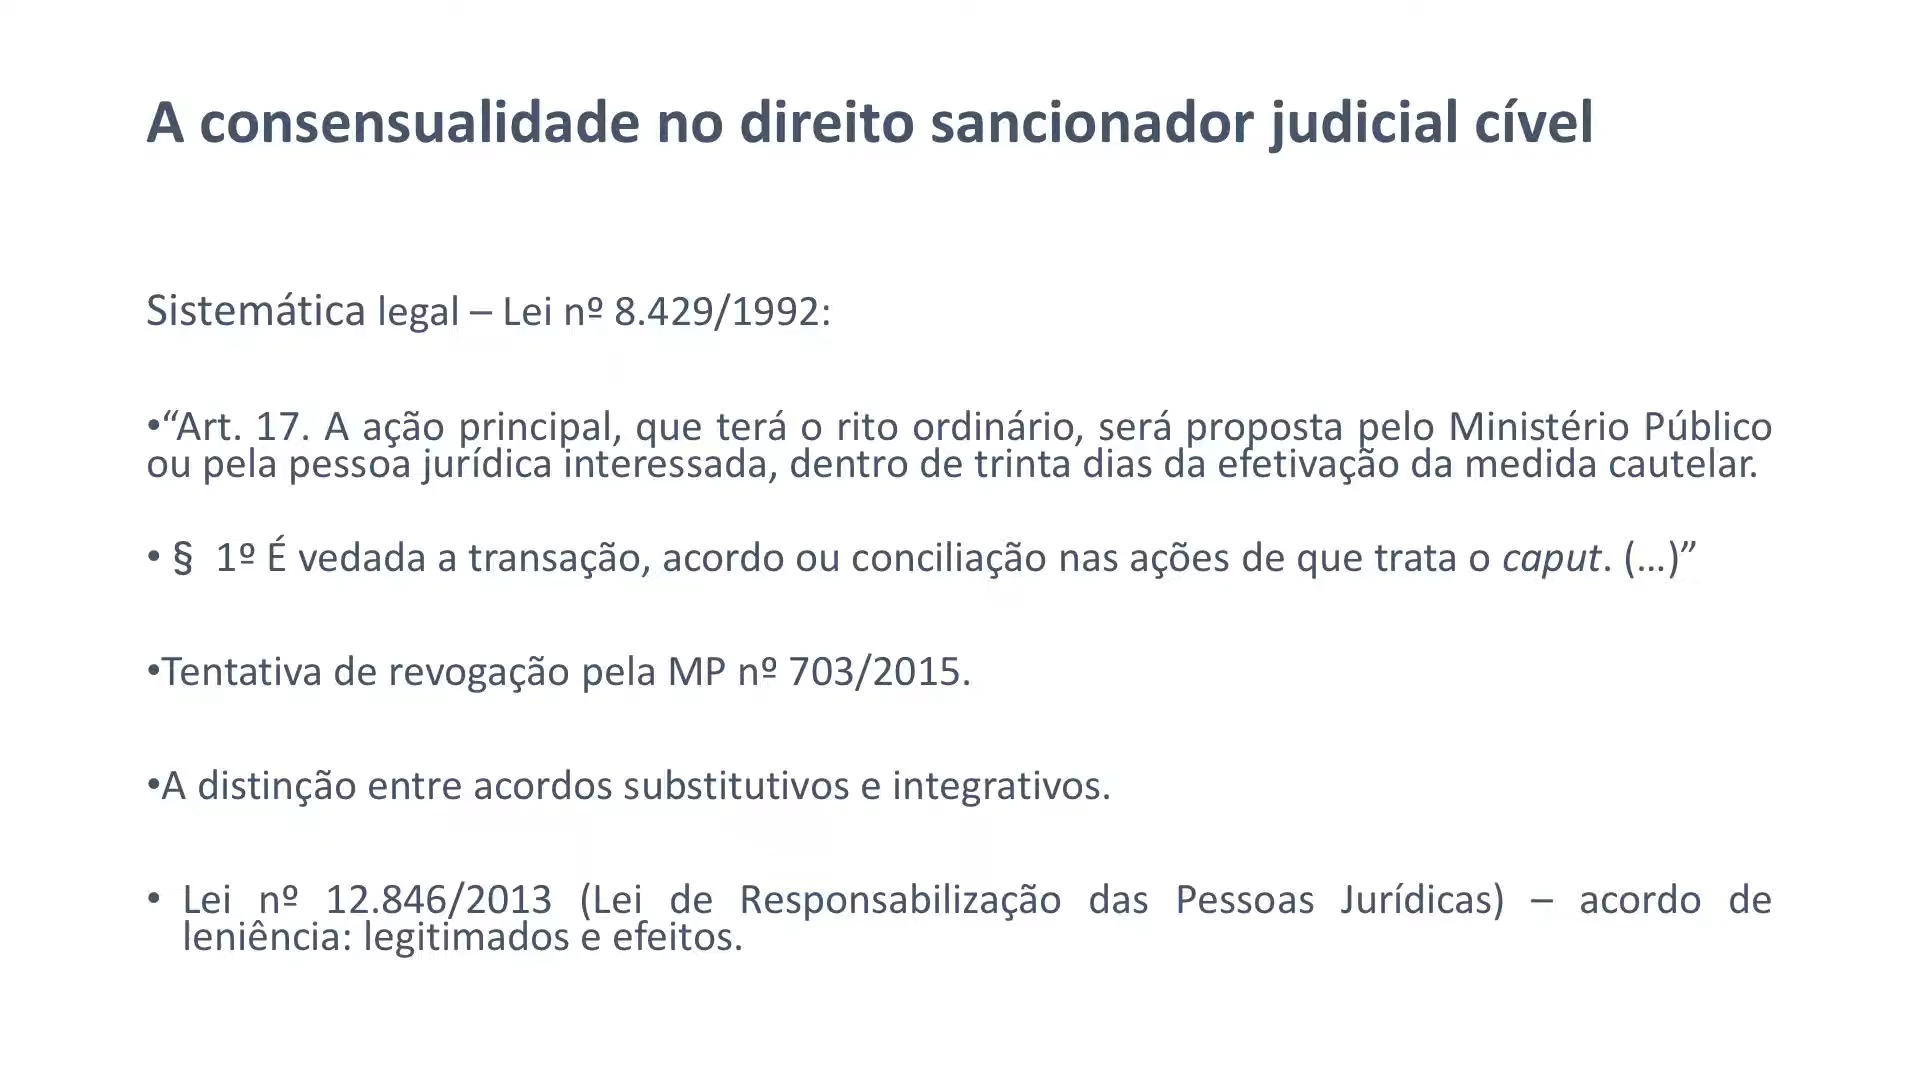 A consensualidade no direito sancionador judicial cível
Sistemática legal – Lei nº 8.429/1992:
•“Art. 17. A ação principal, que terá o rito ordinário, será proposta pelo Ministério Público
ou pela pessoa jurídica interessada, dentro de trinta dias da efetivação da medida cautelar.
• § 1º É vedada a transação, acordo ou conciliação nas ações de que trata o caput. (…)”
•Tentativa de revogação pela MP nº 703/2015.
•A distinção entre acordos substitutivos e integrativos.
• Lei nº 12.846/2013 (Lei de Responsabilização das Pessoas Jurídicas) – acordo de
leniência: legitimados e efeitos.